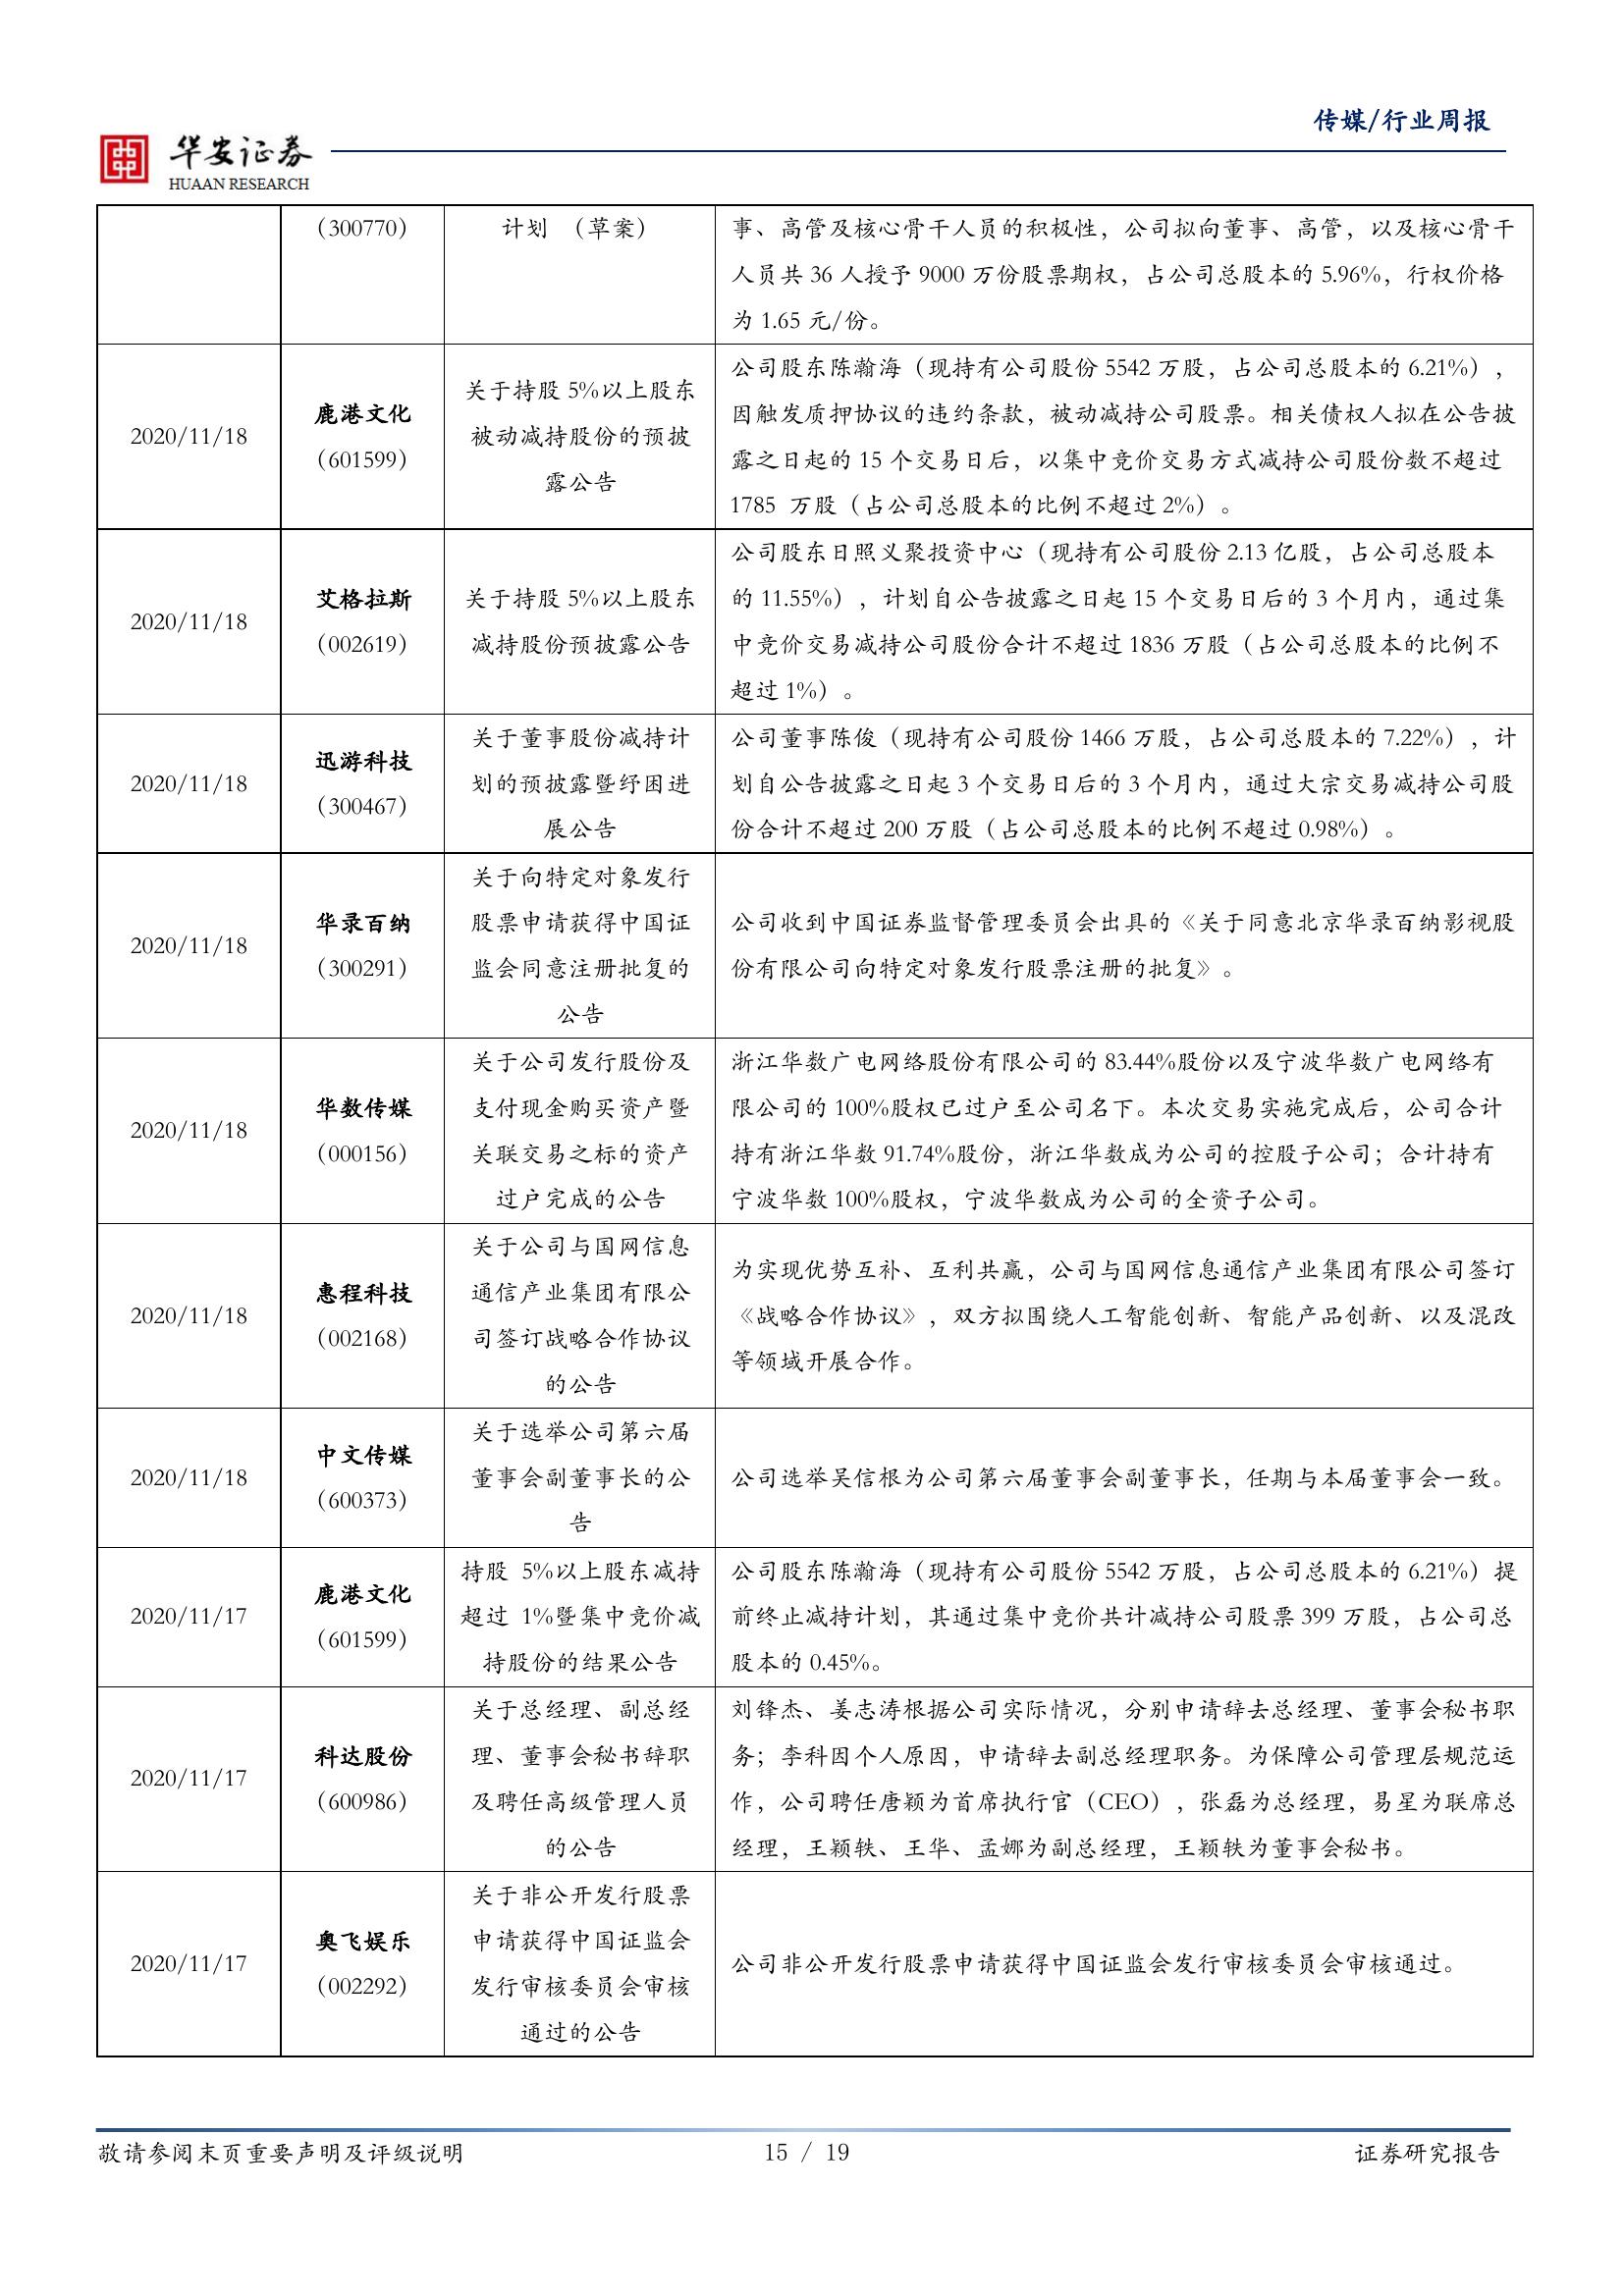 传媒/行业周报
华安证券
HUAAN RESEARCH
（300770）
计划 （草案）
事、高管及核心骨干人员的积极性，公司拟向董事、高管，以及核心骨干
人员共 36 人授予 9000 万份股票期权，占公司总股本的 5.96%，行权价格
为 1.65 元/份。
2020/11/18
鹿港文化
（601599）
关于持股 5%以上股东
被动减持股份的预披
露公告
公司股东陈瀚海（现持有公司股份 5542 万股，占公司总股本的 6.21%），
因触发质押协议的违约条款，被动减持公司股票。相关债权人拟在公告披
露之日起的 15 个交易日后，以集中竞价交易方式减持公司股份数不超过
1785 万股（占公司总股本的比例不超过 2%）。
2020/11/18
艾格拉斯
（002619）
关于持股 5%以上股东
减持股份预披露公告
公司股东日照义聚投资中心（现持有公司股份 2.13 亿股，占公司总股本
的 11.55%），计划自公告披露之日起 15 个交易日后的 3 个月内，通过集
中竞价交易减持公司股份合计不超过 1836 万股（占公司总股本的比例不
超过 1%）。
2020/11/18
迅游科技
（300467）
关于董事股份减持计
划的预披露暨纾困进
展公告
公司董事陈俊（现持有公司股份 1466 万股，占公司总股本的 7.22%），计
划自公告披露之日起 3 个交易日后的 3 个月内，通过大宗交易减持公司股
份合计不超过 200 万股（占公司总股本的比例不超过 0.98%）。
2020/11/18
华录百纳
（300291）
关于向特定对象发行
股票申请获得中国证
监会同意注册批复的
公告
公司收到中国证券监督管理委员会出具的《关于同意北京华录百纳影视股
份有限公司向特定对象发行股票注册的批复》。
2020/11/18
华数传媒
（000156）
关于公司发行股份及
支付现金购买资产暨
关联交易之标的资产
过户完成的公告
浙江华数广电网络股份有限公司的 83.44%股份以及宁波华数广电网络有
限公司的 100%股权已过户至公司名下。本次交易实施完成后，公司合计
持有浙江华数 91.74%股份，浙江华数成为公司的控股子公司；合计持有
宁波华数 100%股权，宁波华数成为公司的全资子公司。
2020/11/18
惠程科技
（002168）
关于公司与国网信息
通信产业集团有限公
司签订战略合作协议
的公告
为实现优势互补、互利共赢，公司与国网信息通信产业集团有限公司签订
《战略合作协议》，双方拟围绕人工智能创新、智能产品创新、以及混改
等领域开展合作。
2020/11/18
中文传媒
（600373）
关于选举公司第六届
董事会副董事长的公
告
公司选举吴信根为公司第六届董事会副董事长，任期与本届董事会一致。
2020/11/17
鹿港文化
（601599）
持股 5%以上股东减持
超过 1%暨集中竞价减
持股份的结果公告
公司股东陈瀚海（现持有公司股份 5542 万股，占公司总股本的 6.21%）提
前终止减持计划，其通过集中竞价共计减持公司股票 399 万股，占公司总
股本的 0.45%。
2020/11/17
科达股份
（600986）
关于总经理、副总经
理、董事会秘书辞职
及聘任高级管理人员
的公告
刘锋杰、姜志涛根据公司实际情况，分别申请辞去总经理、董事会秘书职
务；李科因个人原因，申请辞去副总经理职务。为保障公司管理层规范运
作，公司聘任唐颖为首席执行官（CEO），张磊为总经理，易星为联席总
经理，王颖轶、王华、孟娜为副总经理，王颖轶为董事会秘书。
2020/11/17
奥飞娱乐
（002292）
关于非公开发行股票
申请获得中国证监会
发行审核委员会审核
通过的公告
公司非公开发行股票申请获得中国证监会发行审核委员会审核通过。
敬请参阅末页重要声明及评级说明
15 / 19
证券研究报告